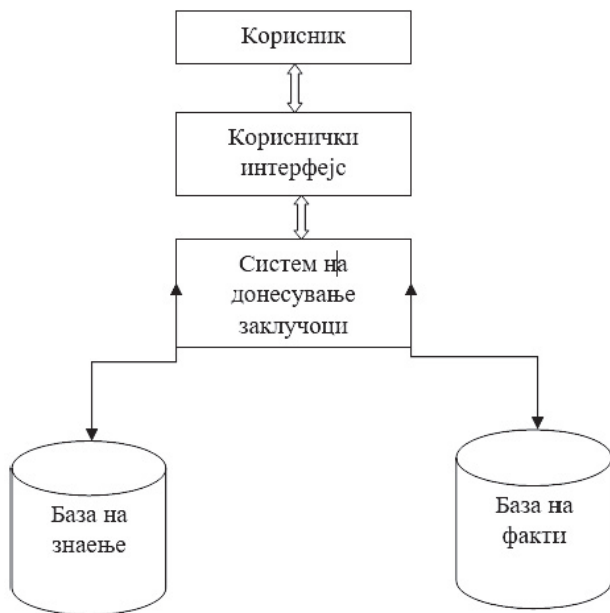 Корисник
Кориснички
интерфејс
Систем на
донесување
заклучоци
База на
знаење
База на
факти